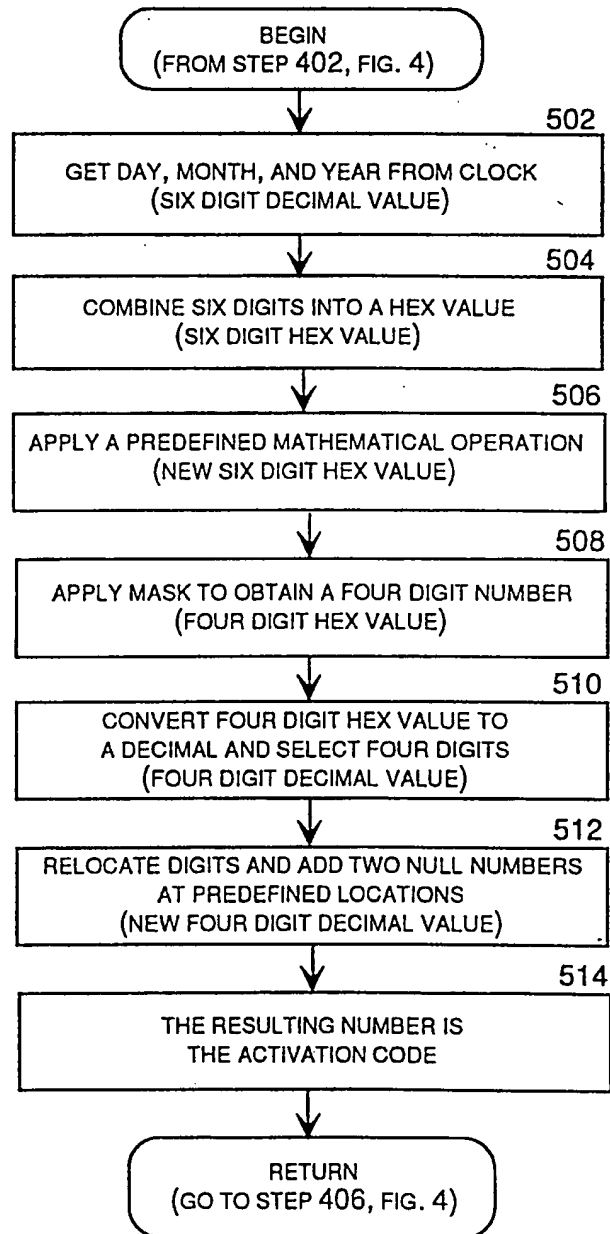 BEGIN
(FROM STEP 402, FIG. 4)
502
GET DAY, MONTH, AND YEAR FROM CLOCK
(SIX DIGIT DECIMAL VALUE)
504
COMBINE SIX DIGITS INTO A HEX VALUE
(SIX DIGIT HEX VALUE)
506
APPLY A PREDEFINED MATHEMATICAL OPERATION
(NEW SIX DIGIT HEX VALUE)
508
APPLY MASK TO OBTAIN A FOUR DIGIT NUMBER
(FOUR DIGIT HEX VALUE)
510
CONVERT FOUR DIGIT HEX VALUE TO
A DECIMAL AND SELECT FOUR DIGITS
(FOUR DIGIT DECIMAL VALUE)
512
RELOCATE DIGITS AND ADD TWO NULL NUMBERS
AT PREDEFINED LOCATIONS
(NEW FOUR DIGIT DECIMAL VALUE)
514
THE RESULTING NUMBER IS
THE ACTIVATION CODE
RETURN
(GO TO STEP 406, FIG. 4)